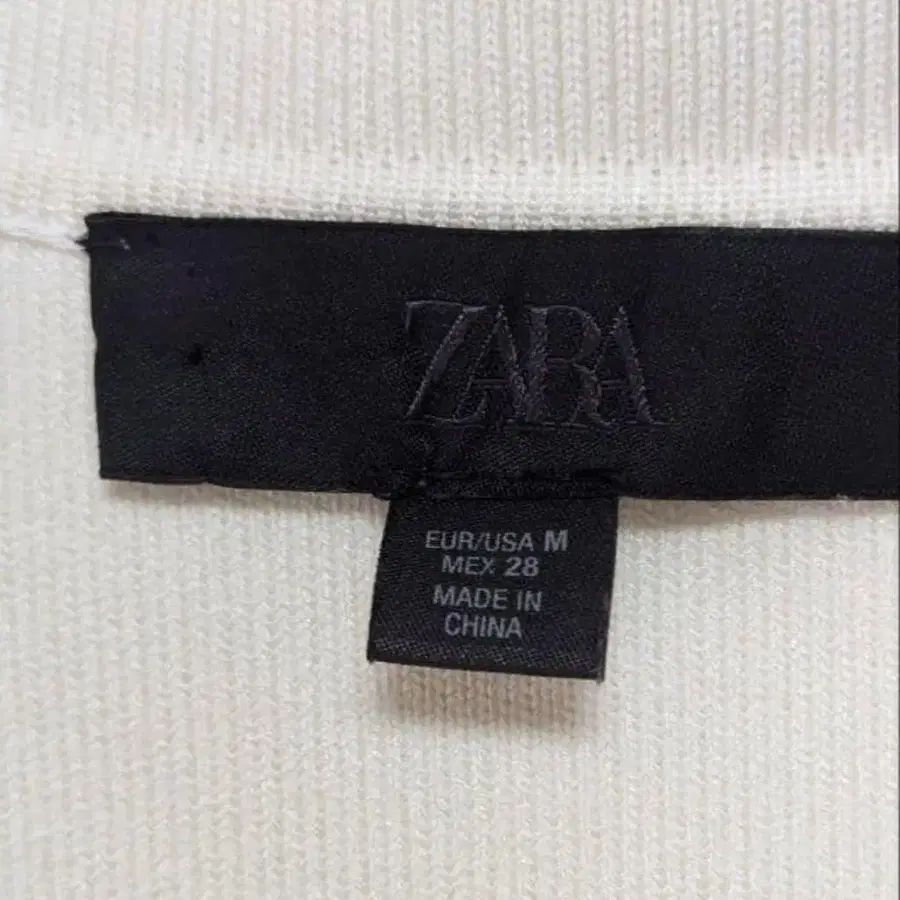 ZARA
EUR/USA M
MEX 28
MADE IN
CHINA